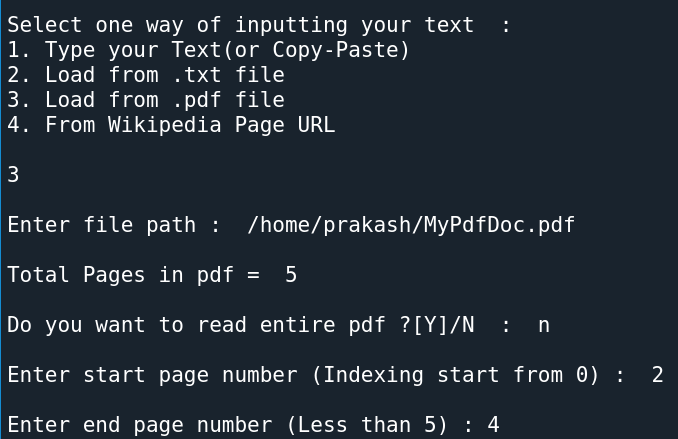 Select one way of inputting your text  :
1. Type your Text(or Copy-Paste)
2. Load from .txt file
3. Load from .pdf file
4. From Wikipedia Page URL
3
Enter file path :  /home/prakash/MyPdfDoc.pdf
Total Pages in pdf =  5
Do you want to read entire pdf ?[Y]/N  :  n
Enter start page number (Indexing start from 0) :  2
Enter end page number (Less than 5) : 4